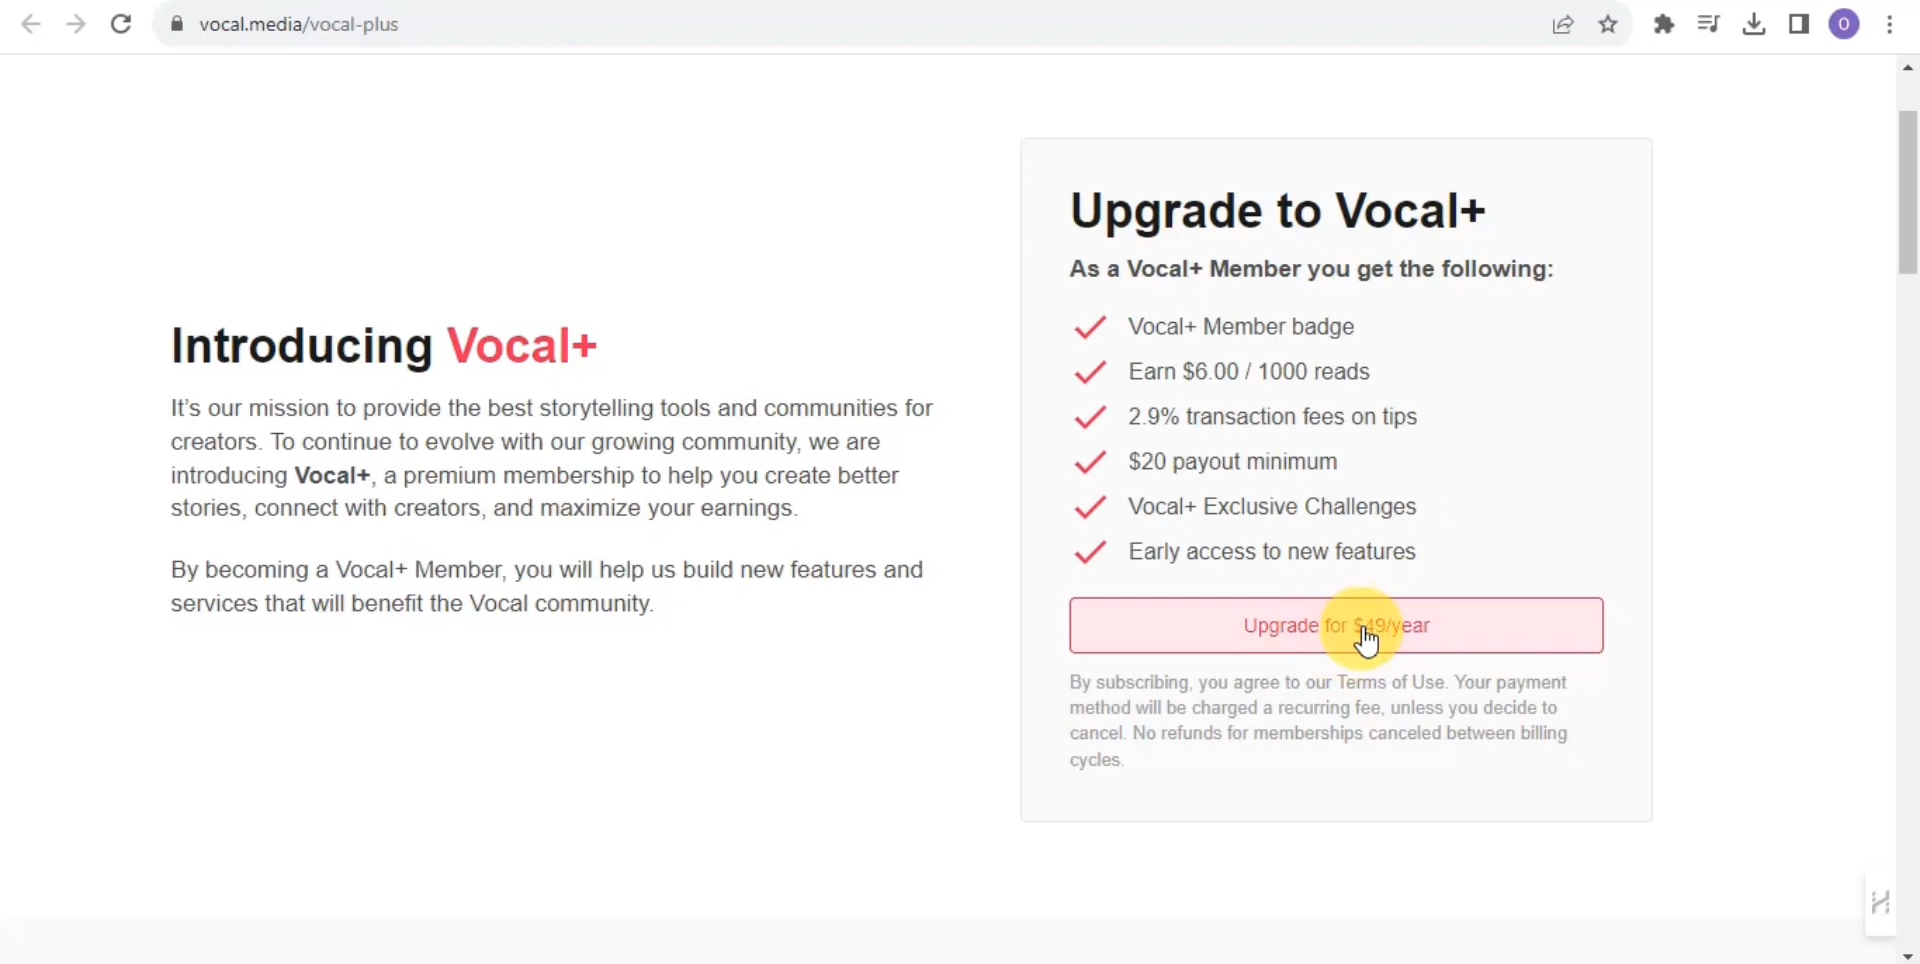 vocal.media/vocal-plus
O
Introducing Vocal+
It's our mission to provide the best storytelling tools and communities for
creators. To continue to evolve with our growing community, we are
introducing Vocal+, a premium membership to help you create better
stories, connect with creators, and maximize your earnings.
By becoming a Vocal+ Member, you will help us build new features and
services that will benefit the Vocal community.
Upgrade to Vocal+
As a Vocal+ Member you get the following:
Vocal+ Member badge
Earn $6.00 / 1000 reads
2.9% transaction fees on tips
$20 payout minimum
Vocal+ Exclusive Challenges
Early access to new features
Upgrade for $49/year
By subscribing, you agree to our Terms of Use. Your payment
method will be charged a recurring fee, unless you decide to
cancel. No refunds for memberships canceled between billing
cycles.